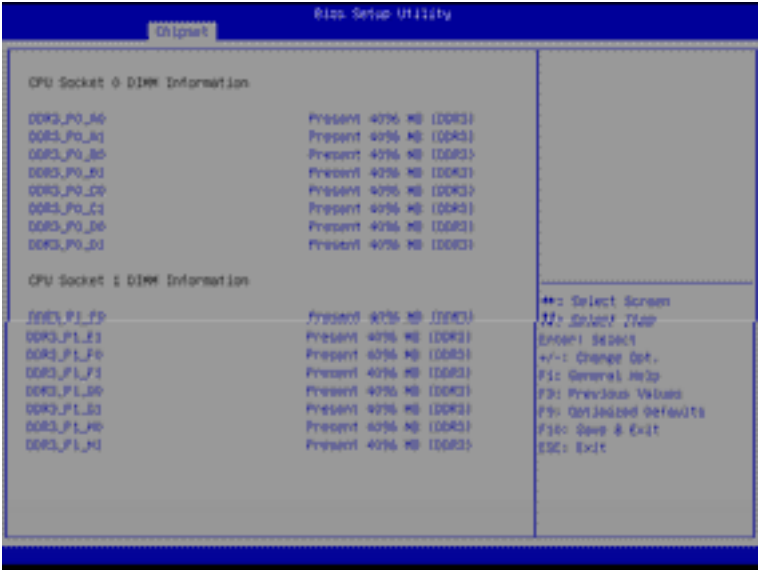 Bios Setup Utility
Chipset
CPU Socket 0 DIMM Information
DDR3_P0_A0 Present 4096 MB (DDR3)
DDR3_P0_A1 Present 4096 MB (DDR3)
DDR3_P0_B0 Present 4096 MB (DDR3)
DDR3_P0_B1 Present 4096 MB (DDR3)
DDR3_P0_C0 Present 4096 MB (DDR3)
DDR3_P0_C1 Present 4096 MB (DDR3)
DDR3_P0_D0 Present 4096 MB (DDR3)
DDR3_P0_D1 Present 4096 MB (DDR3)
CPU Socket 1 DIMM Information
DDR3_P1_E0 Present 4096 MB (DDR3)
DDR3_P1_E1 Present 4096 MB (DDR3)
DDR3_P1_F0 Present 4096 MB (DDR3)
DDR3_P1_F1 Present 4096 MB (DDR3)
DDR3_P1_G0 Present 4096 MB (DDR3)
DDR3_P1_G1 Present 4096 MB (DDR3)
DDR3_P1_H0 Present 4096 MB (DDR3)
DDR3_P1_H1 Present 4096 MB (DDR3)
: Select Screen
: Select Item
Enter: Select
+/-: Change Opt.
F1: General Help
F3: Previous Values
F9: Optimized Defaults
F10: Save & Exit
ESC: Exit